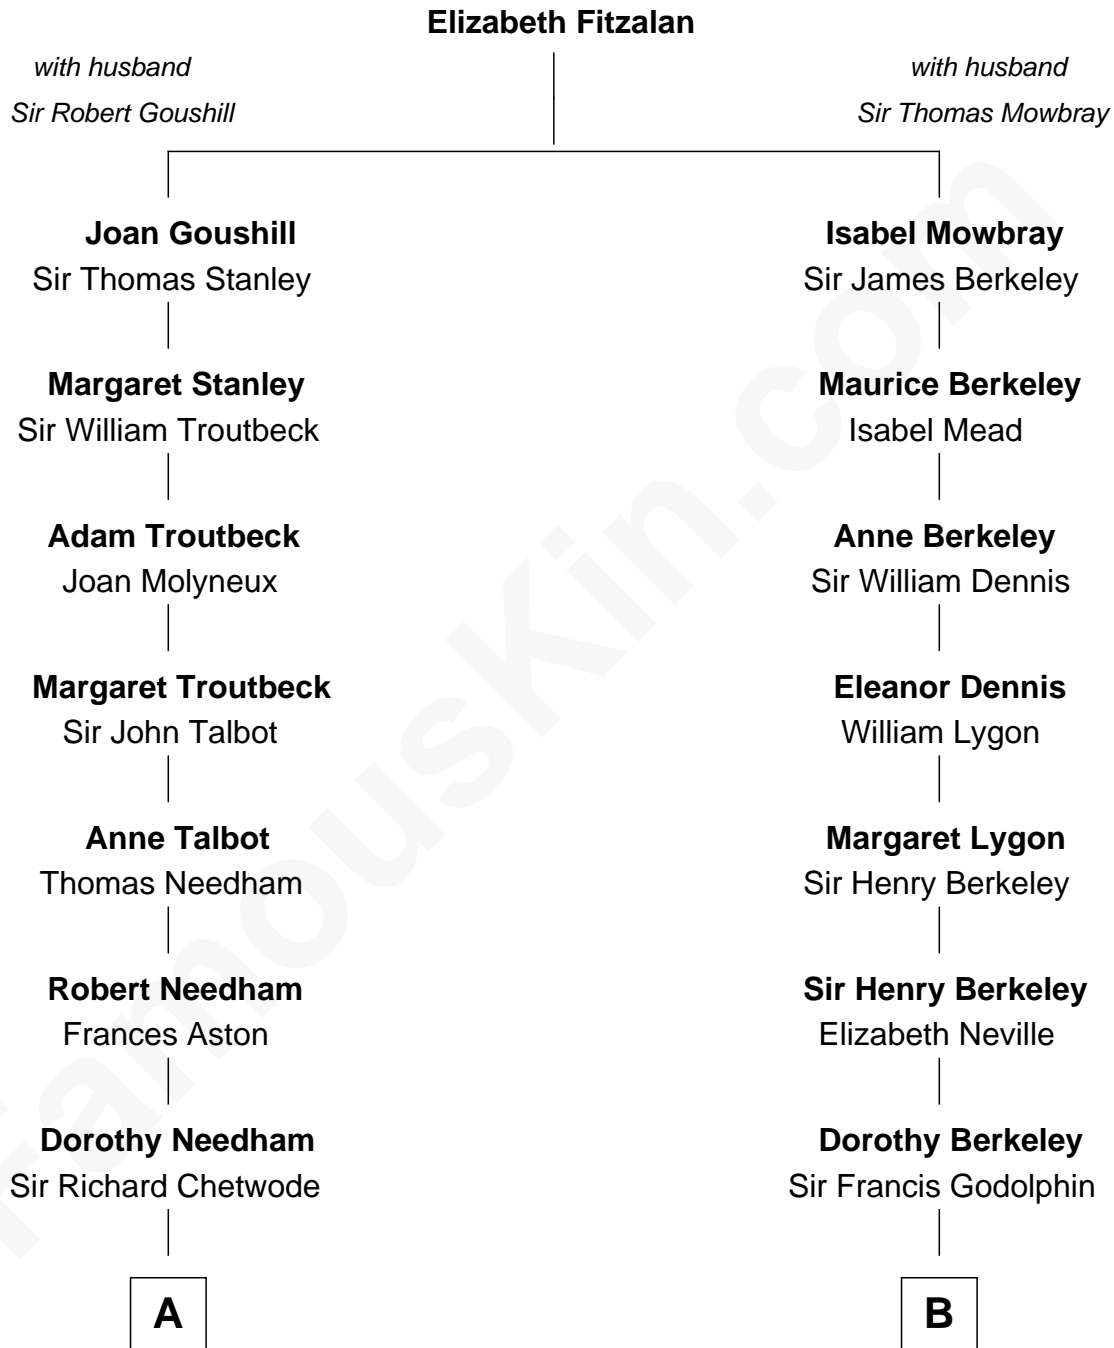 Elizabeth Fitzalan
with husband
Sir Robert Goushill
with husband
Sir Thomas Mowbray
Joan Goushill
Sir Thomas Stanley
Isabel Mowbray
Sir James Berkeley
Margaret Stanley
Sir William Troutbeck
Maurice Berkeley
Isabel Mead
Adam Troutbeck
Joan Molyneux
Anne Berkeley
Sir William Dennis
Margaret Troutbeck
Sir John Talbot
Eleanor Dennis
William Lygon
Anne Talbot
Thomas Needham
Margaret Lygon
Sir Henry Berkeley
Robert Needham
Frances Aston
Sir Henry Berkeley
Elizabeth Neville
Dorothy Needham
Sir Richard Chetwode
Dorothy Berkeley
Sir Francis Godolphin
A
B
FamousKin.com